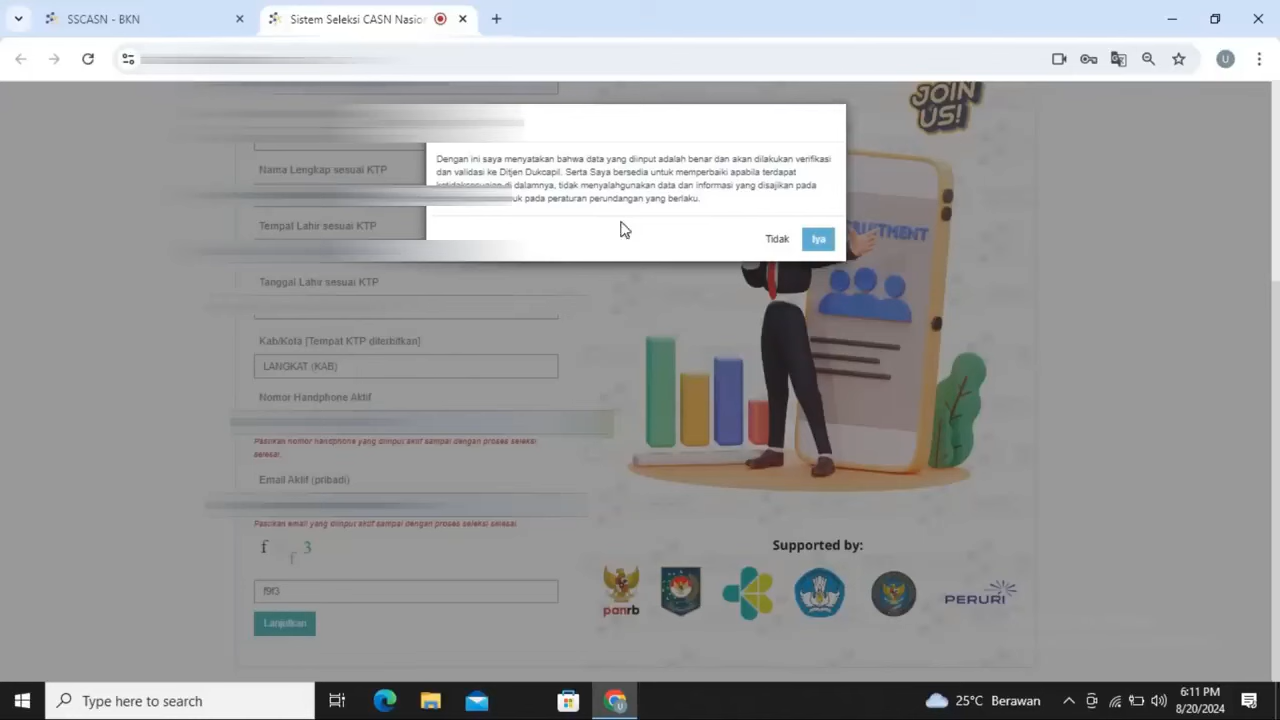 SSCASN - BKN
Sistem Seleksi CASN Nasion
U
JOIN
US!
Dengan ini saya menyatakan bahwa data yang diinput adalah benar dan akan dilakukan verifikasi
dan validasi ke Ditjen Dukcapil. Serta Saya bersedia untuk memperbaiki apabila terdapat
di dalamnya, tidak menyalahgunakan data dan informasi yang disajikan pada
uk pada peraturan perundangan yang berlaku.
Tidak
Iya
Nama Lengkap sesuai KTP
Tempat Lahir sesuai KTP
Tanggal Lahir sesuai KTP
Kab/Kota [Tempat KTP diterbitkan]
LANGKAT (KAB)
Nomor Handphone Aktif
Pastikan nomor handphone yang diinput aktif sampai dengan proses seleksi
selesai.
Email Aktif (pribadi)
Pastikan email yang diinput aktif sampai dengan proses seleksi selesai.
f f 3
f9f3
Lanjutkan
Supported by:
panrb
PERURI
Type here to search
25°C Berawan
6:11 PM
8/20/2024